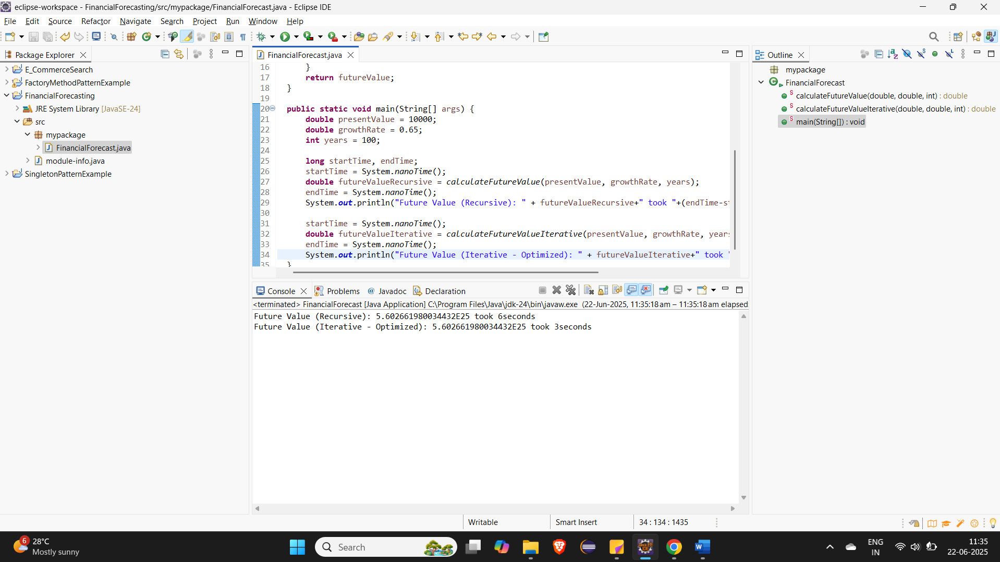 eclipse-workspace - FinancialForecasting/src/mypackage/FinancialForecast.java - Eclipse IDE
File Edit Source Refactor Navigate Search Project Run Window Help
Package Explorer
E_CommerceSearch
FactoryMethodPatternExample
FinancialForecasting
JRE System Library [JavaSE-24]
src
mypackage
FinancialForecast.java
module-info.java
SingletonPatternExample
FinancialForecast.java
16 }
17 return futureValue;
18 }
19
20 public static void main(String[] args) {
21 double presentValue = 10000;
22 double growthRate = 0.65;
23 int years = 100;
24
25 long startTime, endTime;
26 startTime = System.nanoTime();
27 double futureValueRecursive = calculateFutureValue(presentValue, growthRate, years);
28 endTime = System.nanoTime();
29 System.out.println("Future Value (Recursive): " + futureValueRecursive+" took "+(endTime-st
30
31 startTime = System.nanoTime();
32 double futureValueIterative = calculateFutureValueIterative(presentValue, growthRate, years
33 endTime = System.nanoTime();
34 System.out.println("Future Value (Iterative - Optimized): " + futureValueIterative+" took "
35 }
Outline
mypackage
FinancialForecast
calculateFutureValue(double, double, int) : double
calculateFutureValueIterative(double, double, int) : double
main(String[]) : void
Console Problems @ Javadoc Declaration
<terminated> FinancialForecast [Java Application] C:\Program Files\Java\jdk-24\bin\javaw.exe (22-Jun-2025, 11:35:18 am – 11:35:18 am elapsed:
Future Value (Recursive): 5.602661980034432E25 took 6seconds
Future Value (Iterative - Optimized): 5.602661980034432E25 took 3seconds
Writable Smart Insert 34 : 134 : 1435
6
28°C
Mostly sunny
Search
ENG
IN
11:35
22-06-2025